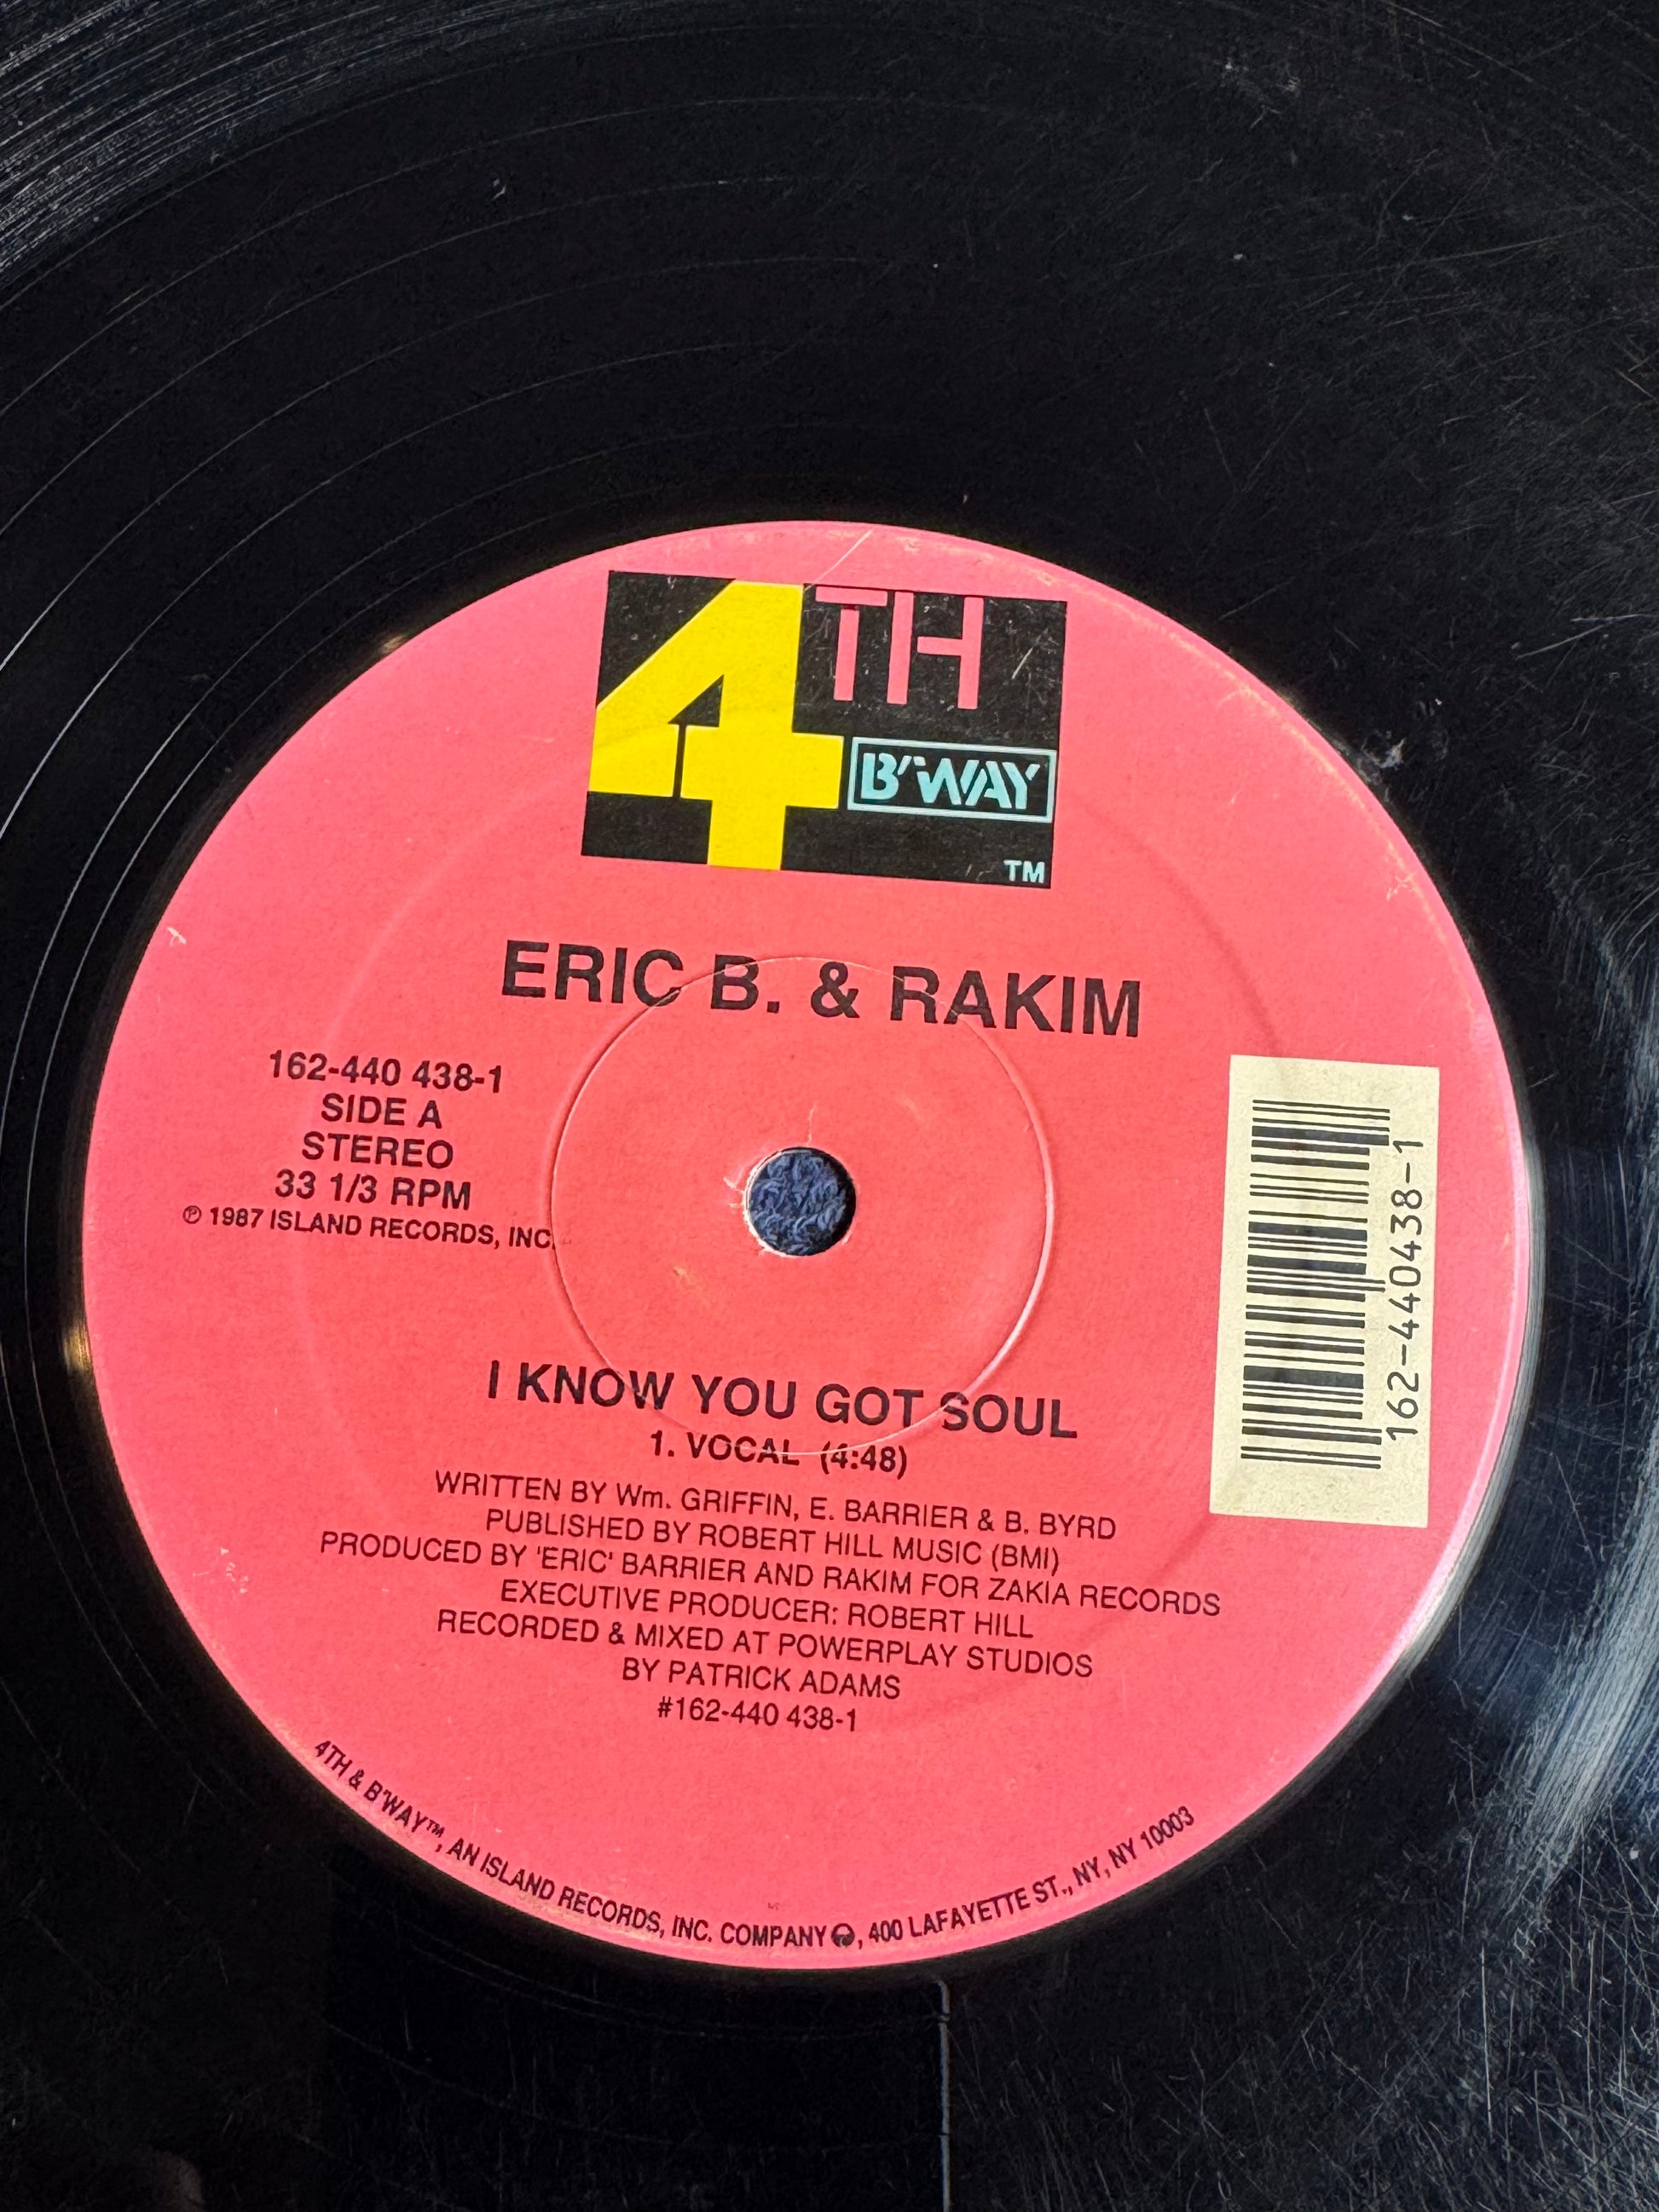 4TH
B'WAY
TM
ERIC B. & RAKIM
162-440 438-1
SIDE A
STEREO
33 1/3 RPM
℗ 1987 ISLAND RECORDS, INC.
162-440438-1
I KNOW YOU GOT SOUL
1. VOCAL (4:48)
WRITTEN BY Wm. GRIFFIN, E. BARRIER & B. BYRD
PUBLISHED BY ROBERT HILL MUSIC (BMI)
PRODUCED BY 'ERIC' BARRIER AND RAKIM FOR ZAKIA RECORDS
EXECUTIVE PRODUCER: ROBERT HILL
RECORDED & MIXED AT POWERPLAY STUDIOS
BY PATRICK ADAMS
#162-440 438-1
4TH & B'WAY™, AN ISLAND RECORDS, INC. COMPANY, 400 LAFAYETTE ST., NY, NY 10003